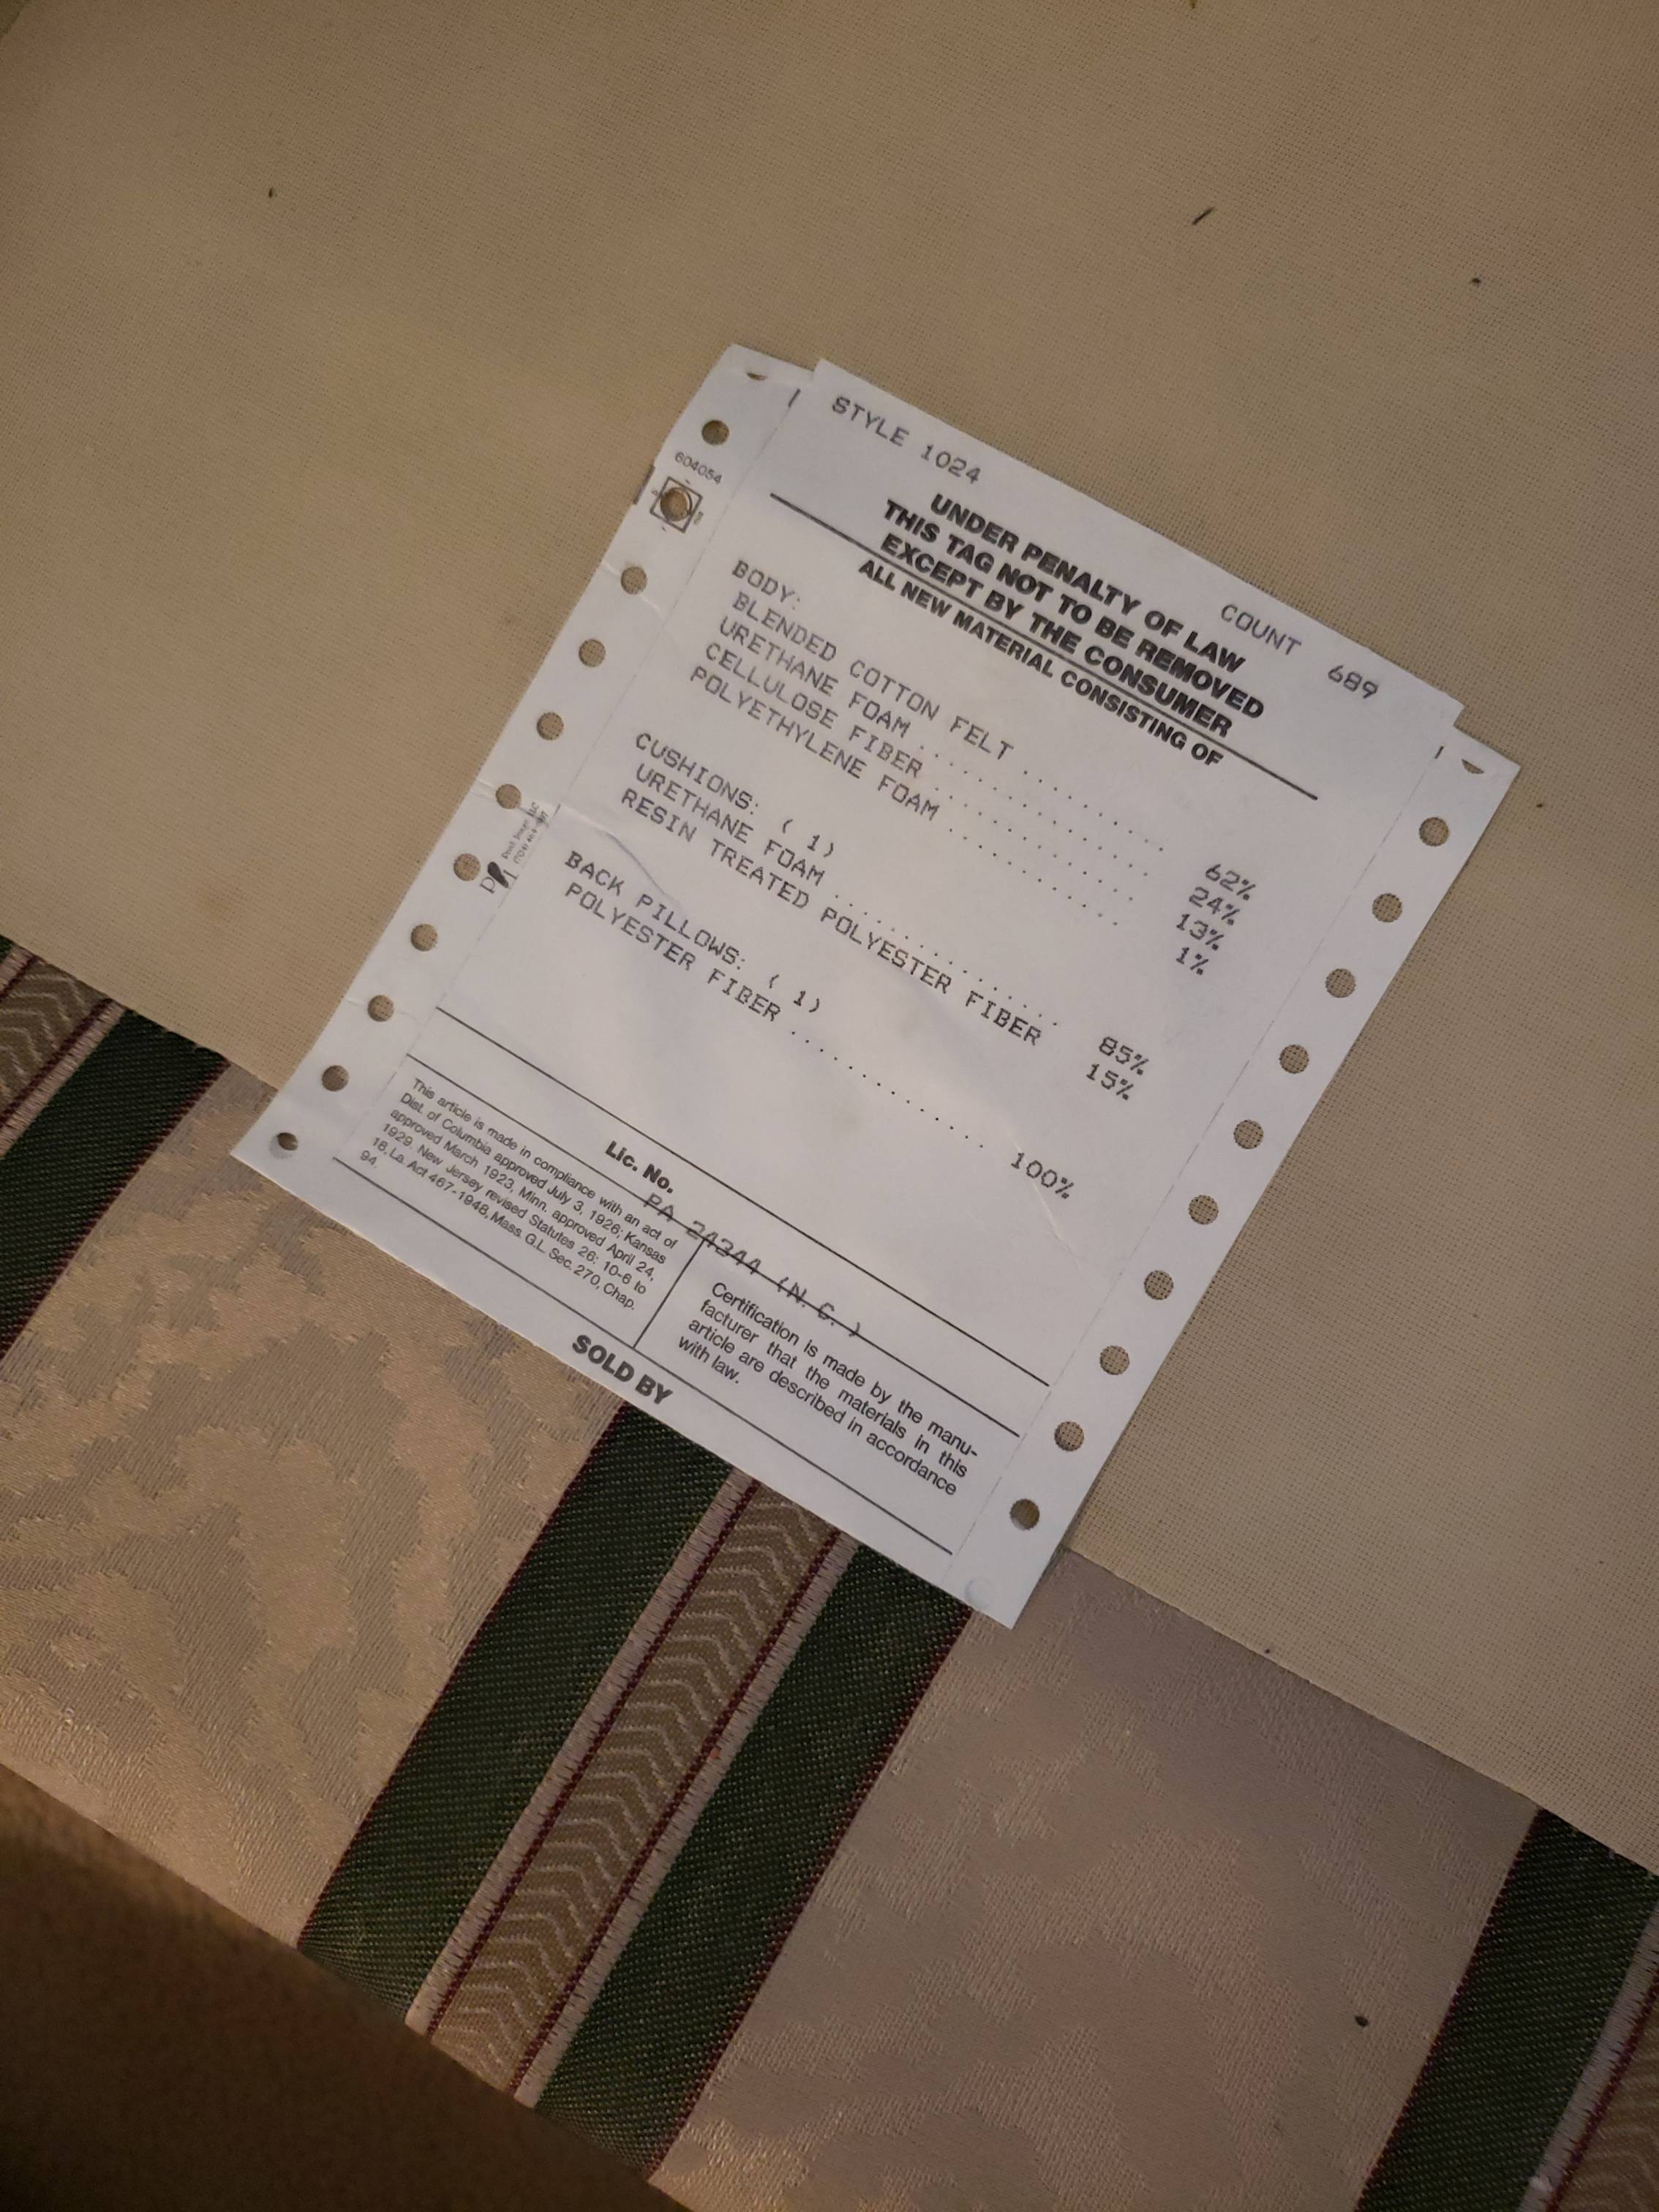 STYLE 1024 COUNT 689
604054
UNDER PENALTY OF LAW
THIS TAG NOT TO BE REMOVED
EXCEPT BY THE CONSUMER
ALL NEW MATERIAL CONSISTING OF
BODY:
BLENDED COTTON FELT .......... 62%
URETHANE FOAM ................ 24%
CELLULOSE FIBER .............. 13%
POLYETHYLENE FOAM ............ 1%
CUSHIONS: ( 1)
URETHANE FOAM ................ 85%
RESIN TREATED POLYESTER FIBER 15%
BACK PILLOWS: ( 1)
POLYESTER FIBER .............. 100%
Lic. No.
PA 24344 (N. C. )
This article is made in compliance with an act of
Dist. of Columbia approved July 3, 1926; Kansas
approved March 1923, Minn. approved April 24,
1929. New Jersey revised Statutes 26: 10-6 to
18, La. Act 467-1948, Mass. G.L. Sec. 270, Chap.
94.
Certification is made by the manu-
facturer that the materials in this
article are described in accordance
with law.
SOLD BY